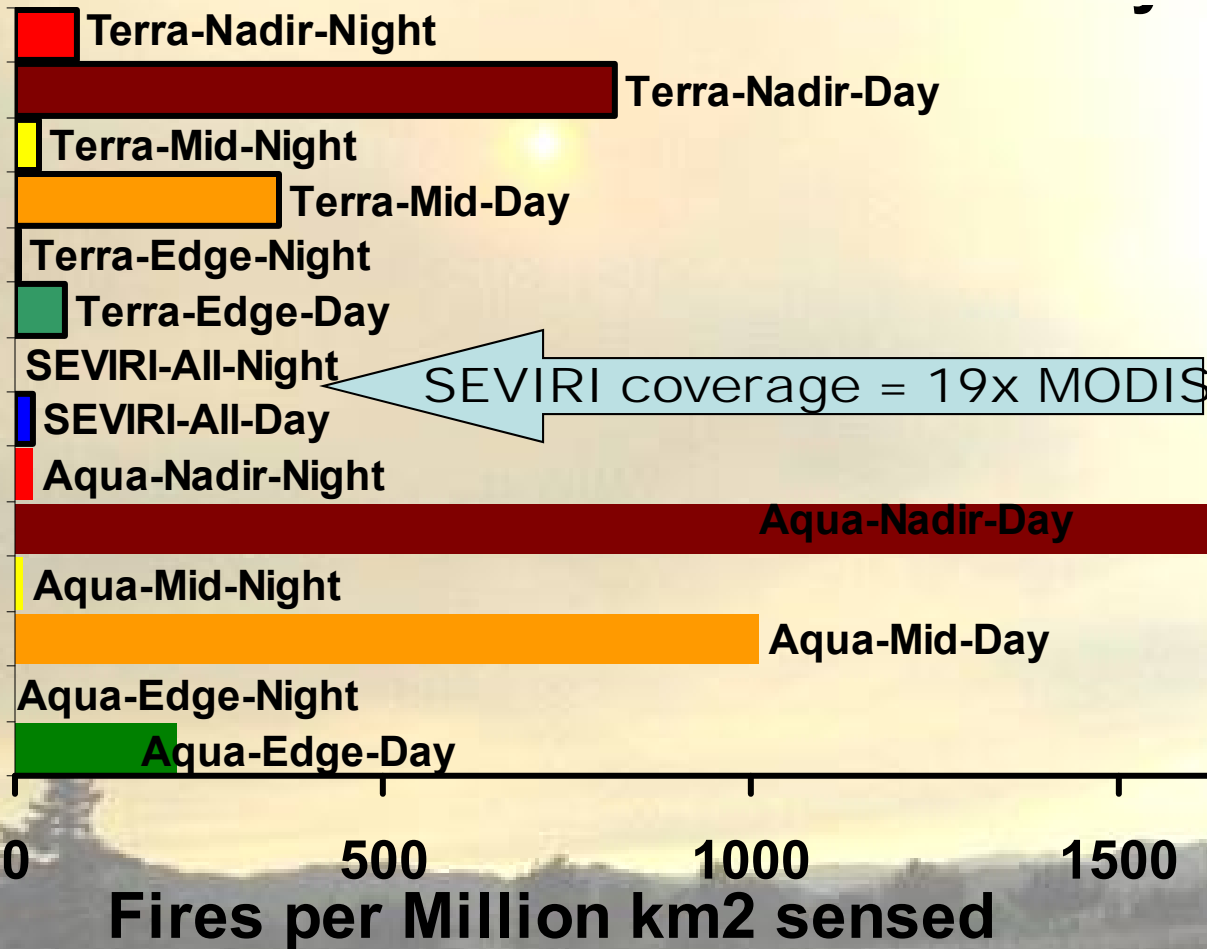 Terra-Nadir-Night
Terra-Nadir-Day
Terra-Mid-Night
Terra-Mid-Day
Terra-Edge-Night
Terra-Edge-Day
SEVIRI-All-Night
SEVIRI coverage = 19x MODIS
SEVIRI-All-Day
Aqua-Nadir-Night
Aqua-Nadir-Day
Aqua-Mid-Night
Aqua-Mid-Day
Aqua-Edge-Night
Aqua-Edge-Day
0 500 1000 1500
Fires per Million km2 sensed